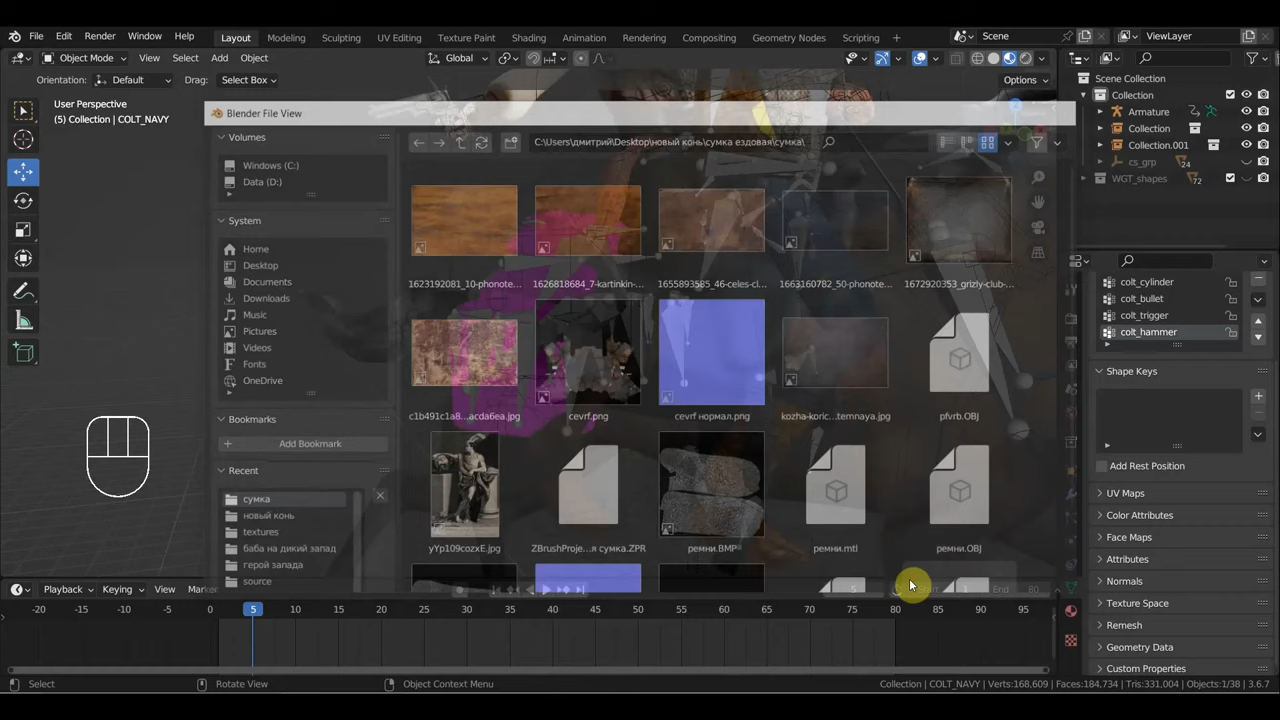 File Edit Render Window Help Layout Modeling Sculpting UV Editing Texture Paint Shading Animation Rendering Compositing Geometry Nodes Scripting + Scene ViewLayer
Object Mode View Select Add Object Global
Orientation: Default Drag: Select Box Options
User Perspective
(5) Collection | COLT_NAVY
Scene Collection
Collection
Armature
Collection
Collection.001
cs_grp 24
WGT_shapes 72
Blender File View
Volumes
Windows (C:)
Data (D:)
System
Home
Desktop
Documents
Downloads
Music
Pictures
Videos
Fonts
OneDrive
Bookmarks
Add Bookmark
Recent
сумка
новый конь
textures
баба на дикий запад
герой запада
source
C:\Users\дмитрий\Desktop\новый конь\сумка ездовая\сумка\
1623192081_10-phonote... 1626818684_7-kartinkin-... 1655893585_46-celes-cl... 1663160782_50-phonote... 1672920353_grizly-club-...
c1b491c1a8...acda6ea.jpg cevrf.png cevrf нормал.png kozha-koric...temnaya.jpg pfvrb.OBJ
yYp109cozxE.jpg ZBrushProje...я сумка.ZPR ремни.BMP ремни.mtl ремни.OBJ
colt_cylinder
colt_bullet
colt_trigger
colt_hammer
Shape Keys
Add Rest Position
UV Maps
Color Attributes
Face Maps
Attributes
Normals
Texture Space
Remesh
Geometry Data
Custom Properties
Playback Keying View Marker 5 End 80
-20 -15 -10 -5 0 5 10 15 20 25 30 35 40 45 50 55 60 65 70 75 80 85 90 95
Select Rotate View Object Context Menu Collection | COLT_NAVY | Verts:168,609 | Faces:184,734 | Tris:331,004 | Objects:1/38 | 3.6.7